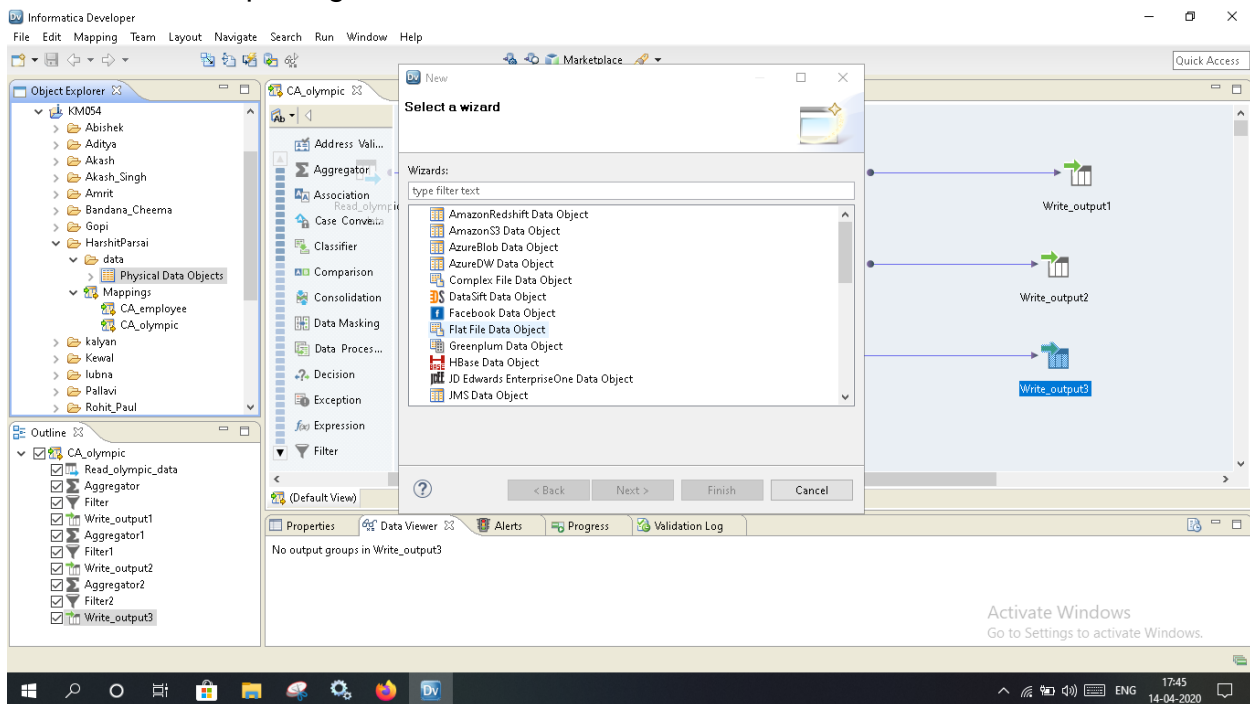 Informatica Developer
File Edit Mapping Team Layout Navigate Search Run Window Help
Marketplace
Quick Access
Object Explorer
KM054
Abishek
Aditya
Akash
Akash_Singh
Amrit
Bandana_Cheema
Gopi
HarshitParsai
data
Physical Data Objects
Mappings
CA_employee
CA_olympic
kalyan
Kewal
lubna
Pallavi
Rohit_Paul
Outline
CA_olympic
Read_olympic_data
Aggregator
Filter
Write_output1
Aggregator1
Filter1
Write_output2
Aggregator2
Filter2
Write_output3
CA_olympic
Address Vali...
Aggregator
Association
Case Conve...
Classifier
Comparison
Consolidation
Data Masking
Data Proces...
Decision
Exception
Expression
Filter
(Default View)
New
Select a wizard
Wizards:
type filter text
AmazonRedshift Data Object
AmazonS3 Data Object
AzureBlob Data Object
AzureDW Data Object
Complex File Data Object
DataSift Data Object
Facebook Data Object
Flat File Data Object
Greenplum Data Object
HBase Data Object
JD Edwards EnterpriseOne Data Object
JMS Data Object
< Back Next > Finish Cancel
Write_output1
Write_output2
Write_output3
Properties Data Viewer Alerts Progress Validation Log
No output groups in Write_output3
Activate Windows
Go to Settings to activate Windows.
Dv
ENG
17:45
14-04-2020